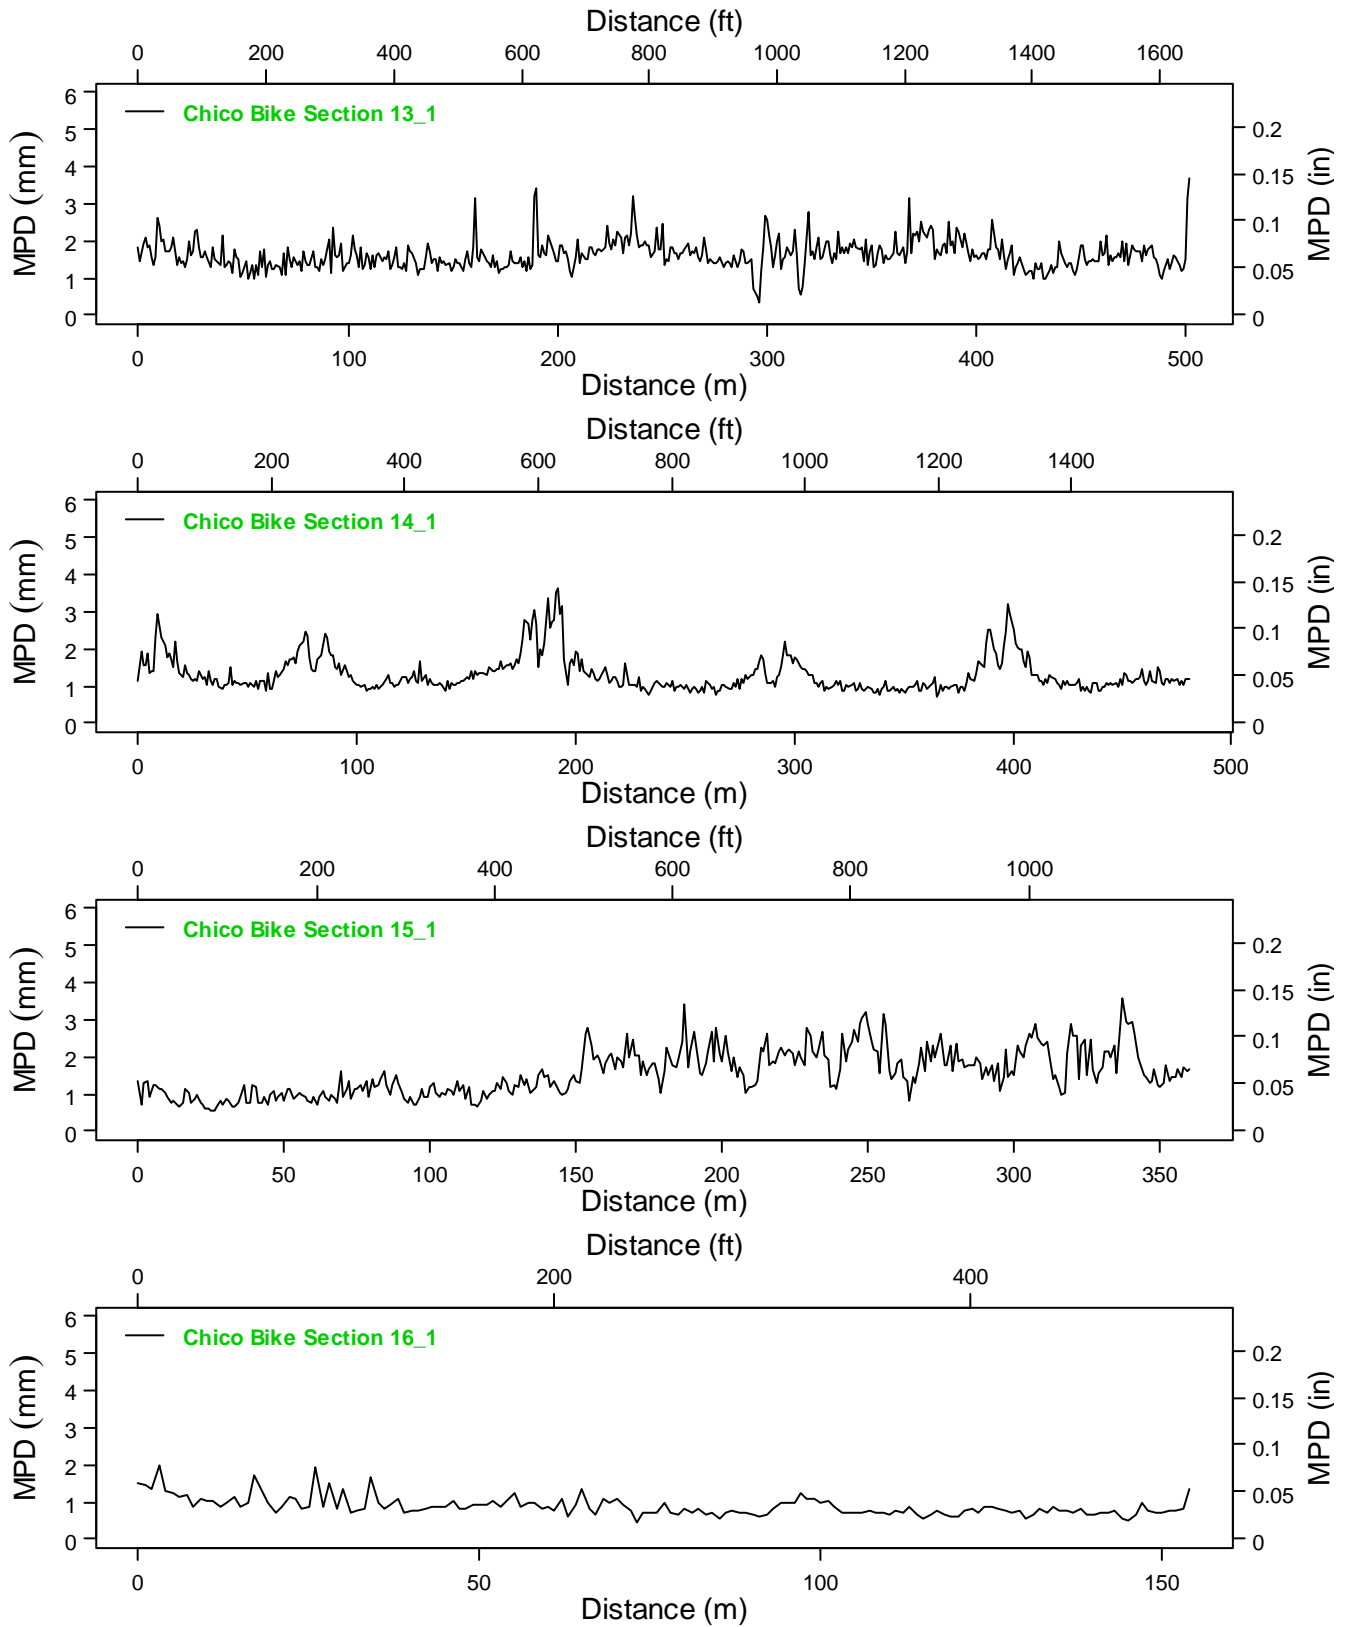 Distance (ft)
0 200 400 600 800 1000 1200 1400 1600
Chico Bike Section 13_1
MPD (mm)
6
5
4
3
2
1
0
0.2
0.15
0.1
0.05
0
MPD (in)
0 100 200 300 400 500
Distance (m)
Distance (ft)
0 200 400 600 800 1000 1200 1400
Chico Bike Section 14_1
MPD (mm)
6
5
4
3
2
1
0
0.2
0.15
0.1
0.05
0
MPD (in)
0 100 200 300 400 500
Distance (m)
Distance (ft)
0 200 400 600 800 1000
Chico Bike Section 15_1
MPD (mm)
6
5
4
3
2
1
0
0.2
0.15
0.1
0.05
0
MPD (in)
0 50 100 150 200 250 300 350
Distance (m)
Distance (ft)
0 200 400
Chico Bike Section 16_1
MPD (mm)
6
5
4
3
2
1
0
0.2
0.15
0.1
0.05
0
MPD (in)
0 50 100 150
Distance (m)